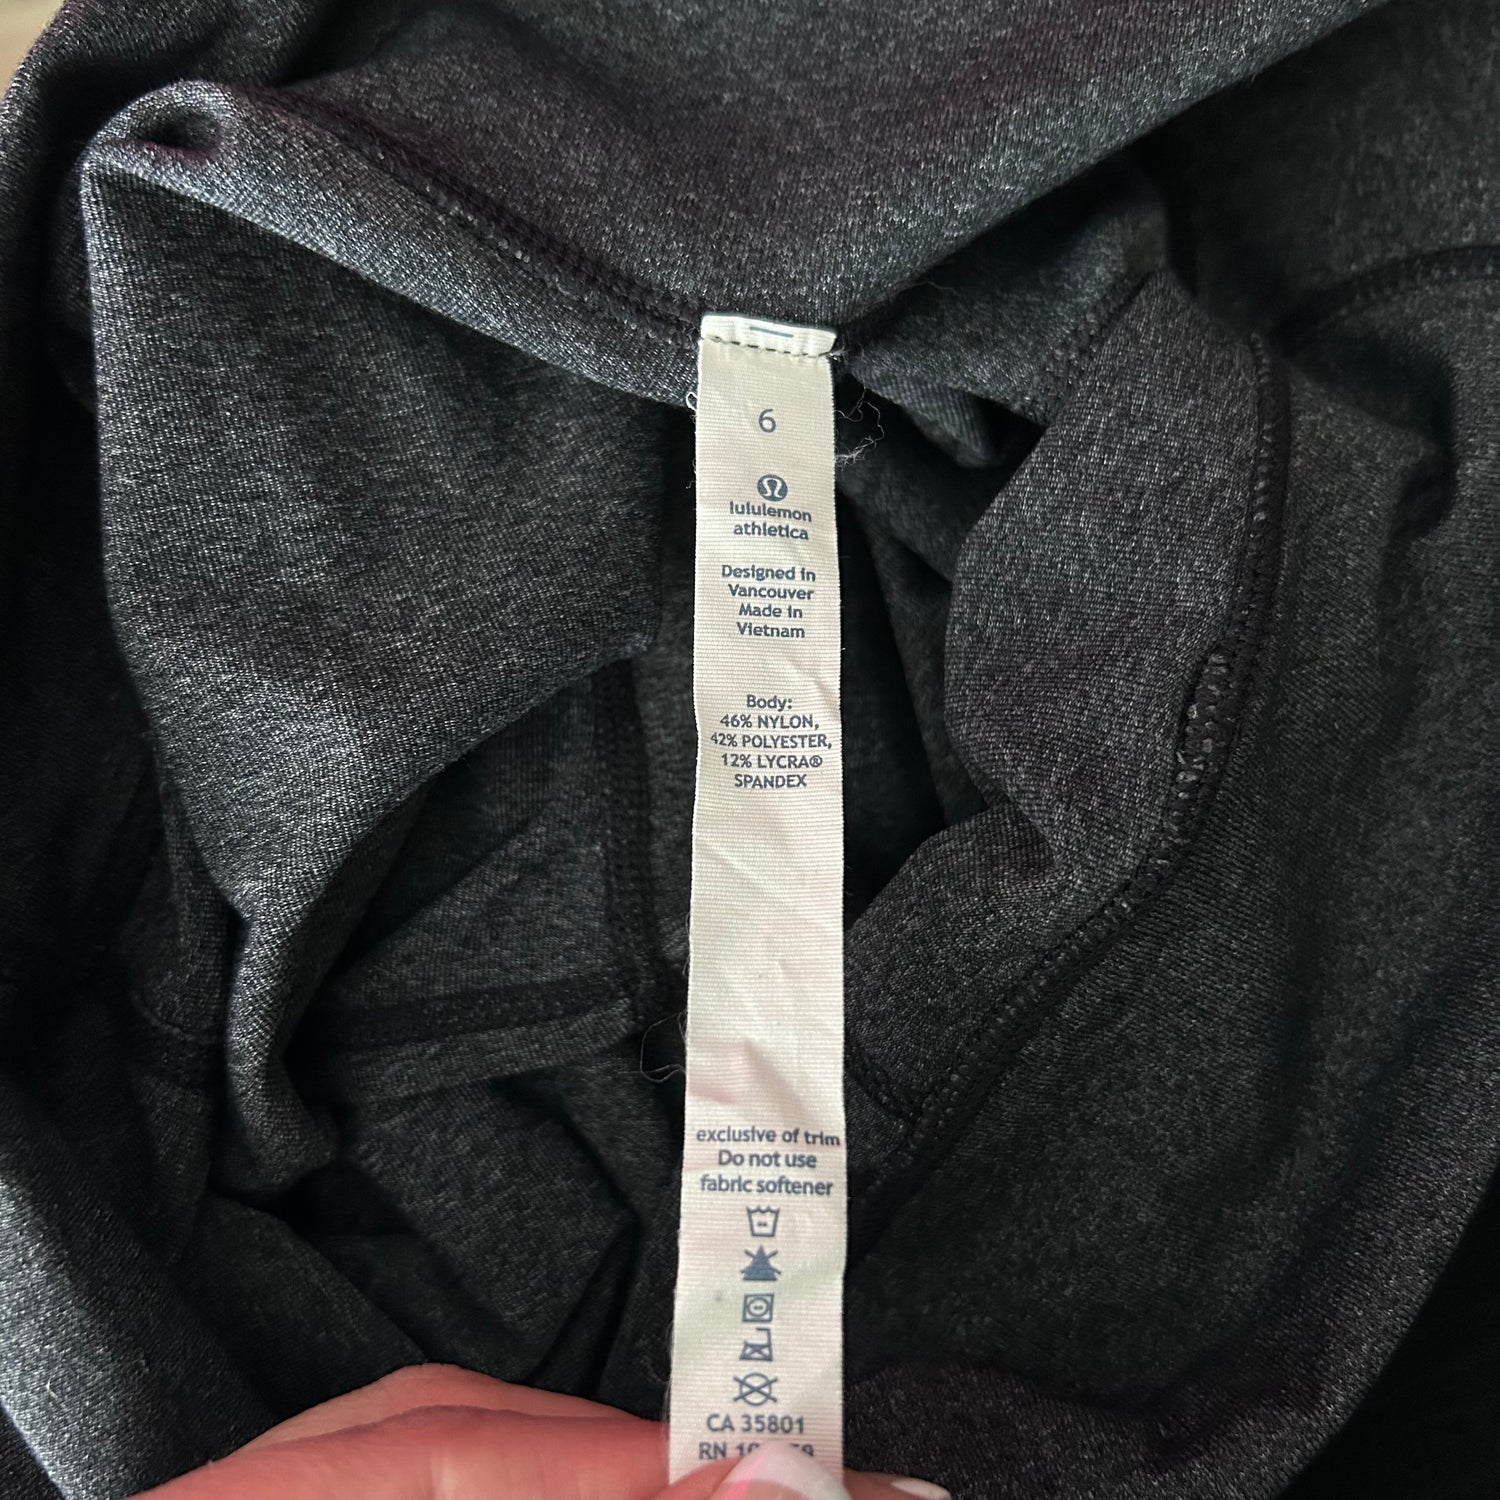 6
lululemon
athletica
Designed in
Vancouver
Made in
Vietnam
Body:
46% NYLON,
42% POLYESTER,
12% LYCRA®
SPANDEX
exclusive of trim
Do not use
fabric softener
CA 35801
RN